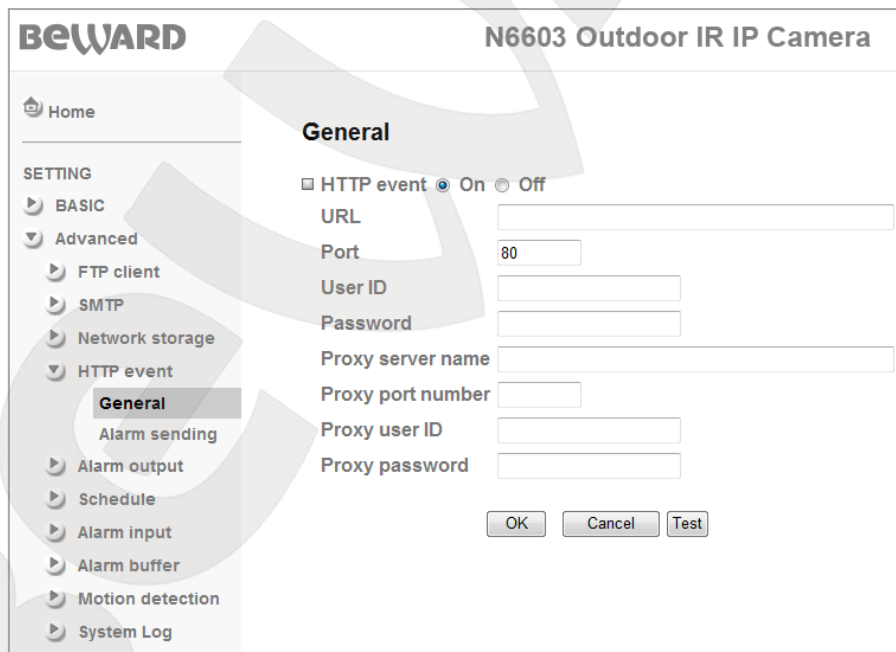 BEWARD
N6603 Outdoor IR IP Camera
Home
SETTING
BASIC
Advanced
FTP client
SMTP
Network storage
HTTP event
General
Alarm sending
Alarm output
Schedule
Alarm input
Alarm buffer
Motion detection
System Log
General
HTTP event On Off
URL
Port 80
User ID
Password
Proxy server name
Proxy port number
Proxy user ID
Proxy password
OK Cancel Test